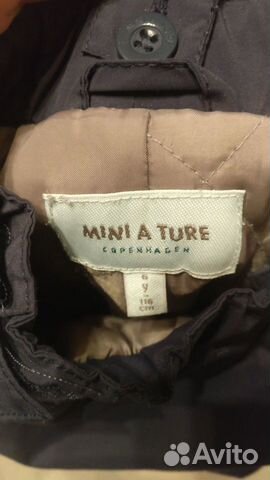 MINI A TURE
COPENHAGEN
6
y
116
cm
Avito